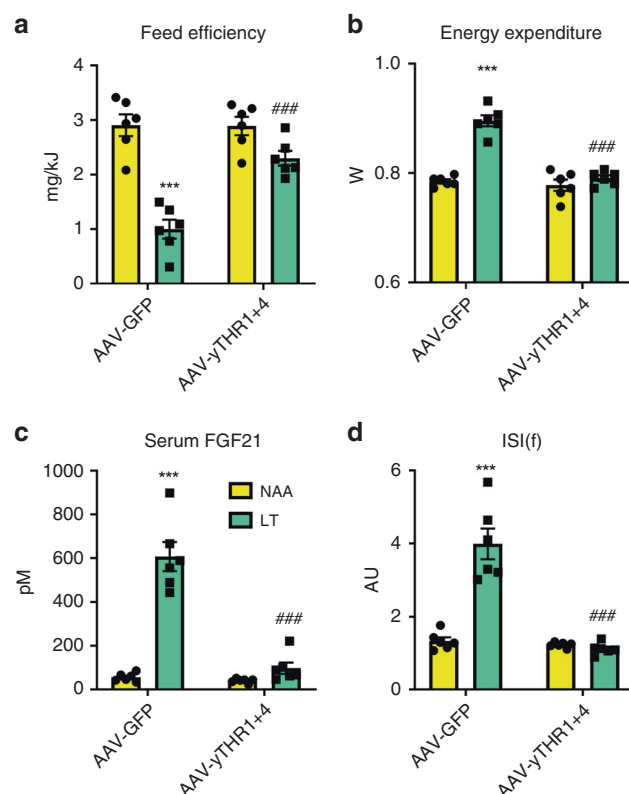 a
Feed efficiency
mg/kJ
4
3
2
1
0
***
###
AAV-GFP
AAV-yTHR1+4
b
Energy expenditure
W
1.0
0.8
0.6
***
###
AAV-GFP
AAV-yTHR1+4
c
Serum FGF21
pM
1000
800
600
400
200
0
***
###
NAA
LT
AAV-GFP
AAV-yTHR1+4
d
ISI(f)
AU
6
4
2
0
***
###
AAV-GFP
AAV-yTHR1+4